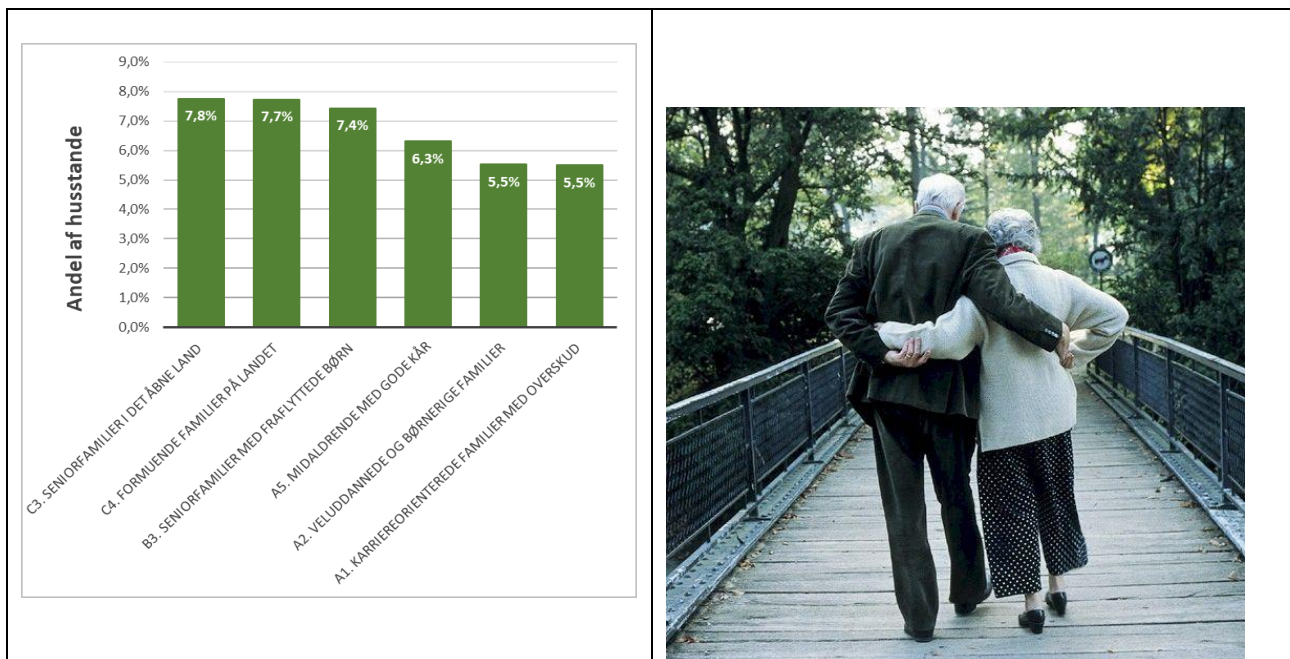 9,0%
8,0%
7,0%
6,0%
5,0%
4,0%
3,0%
2,0%
1,0%
0,0%
Andel af husstande
7,8%
7,7%
7,4%
6,3%
5,5%
5,5%
C3. SENIORFAMILIER I DET ÅBNE LAND
C4. FORMUENDE FAMILIER PÅ LANDET
B3. SENIORFAMILIER MED FRAFLYTTEDE BØRN
A5. MIDALDRENDE MED GODE KÅR
A2. VELUDDANNEDE OG BØRNERIGE FAMILIER
A1. KARRIEREORIENTEREDE FAMILIER MED OVERSKUD